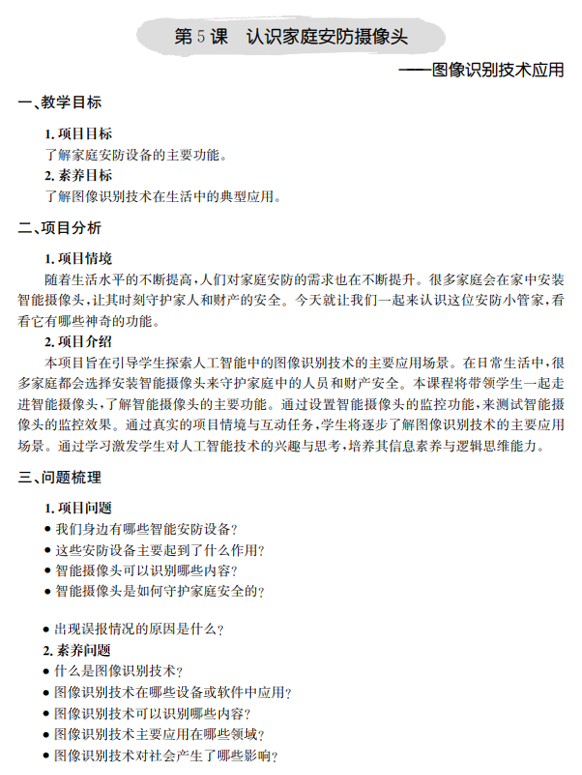 第 5 课　认识家庭安防摄像头
——图像识别技术应用
一、教学目标
1. 项目目标
了解家庭安防设备的主要功能。
2. 素养目标
了解图像识别技术在生活中的典型应用。
二、项目分析
1. 项目情境
随着生活水平的不断提高,人们对家庭安防的需求也在不断提升。很多家庭会在家中安装
智能摄像头,让其时刻守护家人和财产的安全。今天就让我们一起来认识这位安防小管家,看
看它有哪些神奇的功能。
2. 项目介绍
本项目旨在引导学生探索人工智能中的图像识别技术的主要应用场景。在日常生活中,很
多家庭都会选择安装智能摄像头来守护家庭中的人员和财产安全。本课程将带领学生一起走
进智能摄像头,了解智能摄像头的主要功能。通过设置智能摄像头的监控功能,来测试智能摄
像头的监控效果。通过真实的项目情境与互动任务,学生将逐步了解图像识别技术的主要应用
场景。通过学习激发学生对人工智能技术的兴趣与思考,培养其信息素养与逻辑思维能力。
三、问题梳理
1. 项目问题
● 我们身边有哪些智能安防设备?
● 这些安防设备主要起到了什么作用?
● 智能摄像头可以识别哪些内容?
● 智能摄像头是如何守护家庭安全的?
● 出现误报情况的原因是什么?
2. 素养问题
● 什么是图像识别技术?
● 图像识别技术在哪些设备或软件中应用?
● 图像识别技术可以识别哪些内容?
● 图像识别技术主要应用在哪些领域?
● 图像识别技术对社会产生了哪些影响?